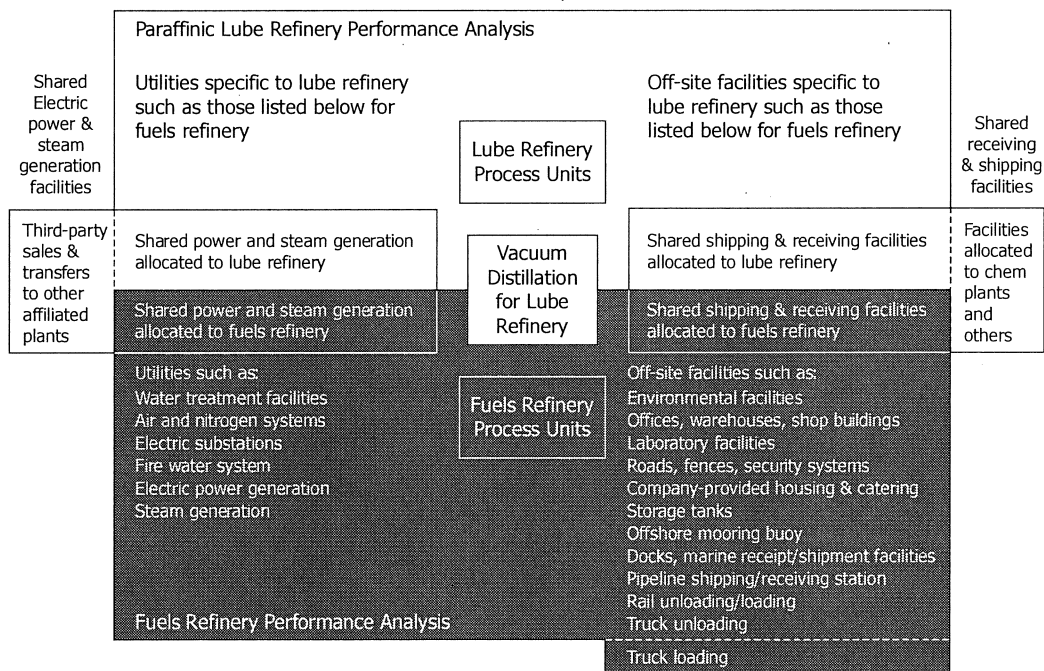 Paraffinic Lube Refinery Performance Analysis
Shared
Electric
power &
steam
generation
facilities
Utilities specific to lube refinery
such as those listed below for
fuels refinery
Lube Refinery
Process Units
Off-site facilities specific to
lube refinery such as those
listed below for fuels refinery
Shared
receiving
& shipping
facilities
Third-party
sales &
transfers
to other
affiliated
plants
Shared power and steam generation
allocated to lube refinery
Vacuum
Distillation
for Lube
Refinery
Shared shipping & receiving facilities
allocated to lube refinery
Facilities
allocated
to chem
plants
and
others
Shared power and steam generation
allocated to fuels refinery
Shared shipping & receiving facilities
allocated to fuels refinery
Utilities such as:
Water treatment facilities
Air and nitrogen systems
Electric substations
Fire water system
Electric power generation
Steam generation
Fuels Refinery
Process Units
Off-site facilities such as:
Environmental facilities
Offices, warehouses, shop buildings
Laboratory facilities
Roads, fences, security systems
Company-provided housing & catering
Storage tanks
Offshore mooring buoy
Docks, marine receipt/shipment facilities
Pipeline shipping/receiving station
Rail unloading/loading
Truck unloading
Fuels Refinery Performance Analysis
Truck loading